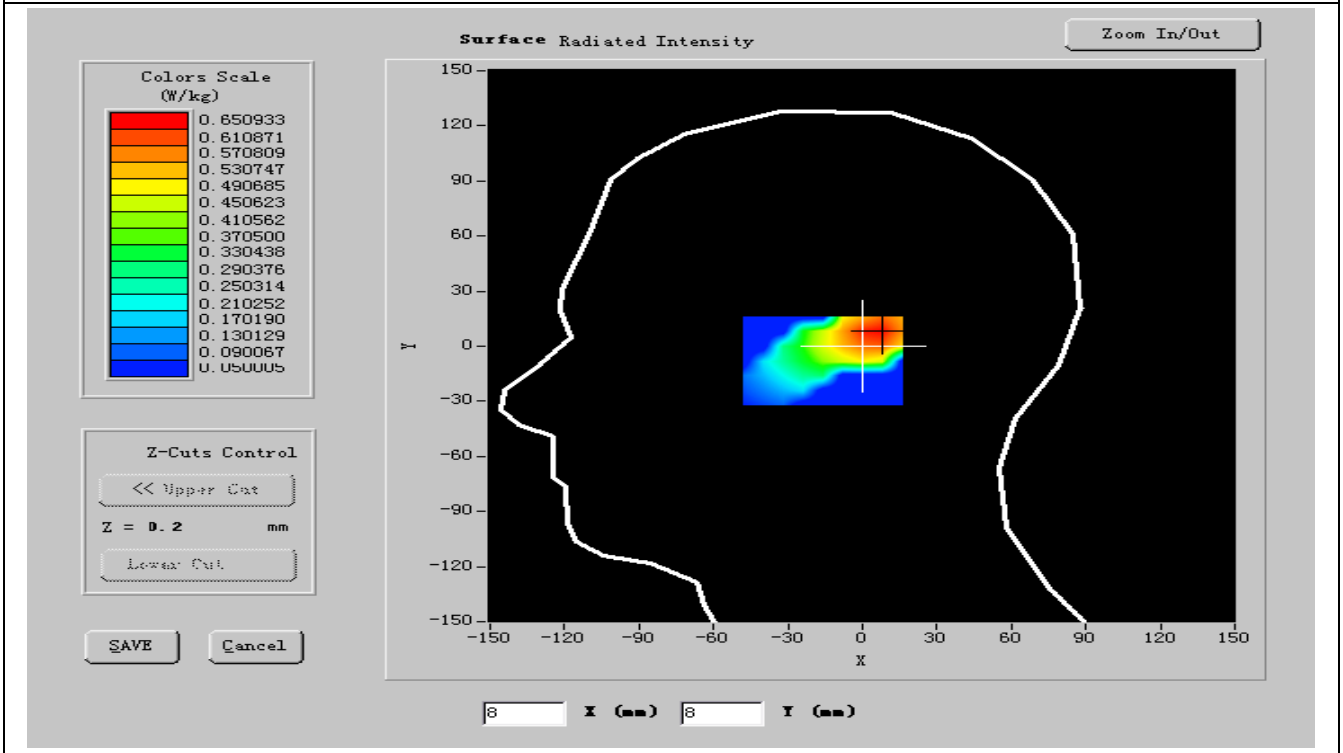 Surface Radiated Intensity
Zoom In/Out
Colors Scale
(W/kg)
0.650933
0.610871
0.570809
0.530747
0.490685
0.450623
0.410562
0.370500
0.330438
0.290376
0.250314
0.210252
0.170190
0.130129
0.090067
0.050005
150
120
90
60
30
0
-30
-60
-90
-120
-150
Y
-150 -120 -90 -60 -30 0 30 60 90 120 150
X
Z-Cuts Control
<< Upper Cut
Z = 0.2 mm
Lower Cut
SAVE Cancel
8 X (mm) 8 Y (mm)